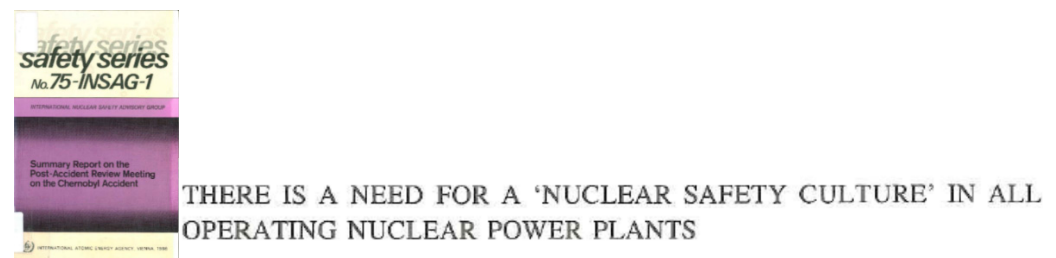 safety series
safety series
No. 75-INSAG-1
INTERNATIONAL NUCLEAR SAFETY ADVISORY GROUP
Summary Report on the
Post-Accident Review Meeting
on the Chernobyl Accident
INTERNATIONAL ATOMIC ENERGY AGENCY, VIENNA, 1986
THERE IS A NEED FOR A ‘NUCLEAR SAFETY CULTURE’ IN ALL
OPERATING NUCLEAR POWER PLANTS